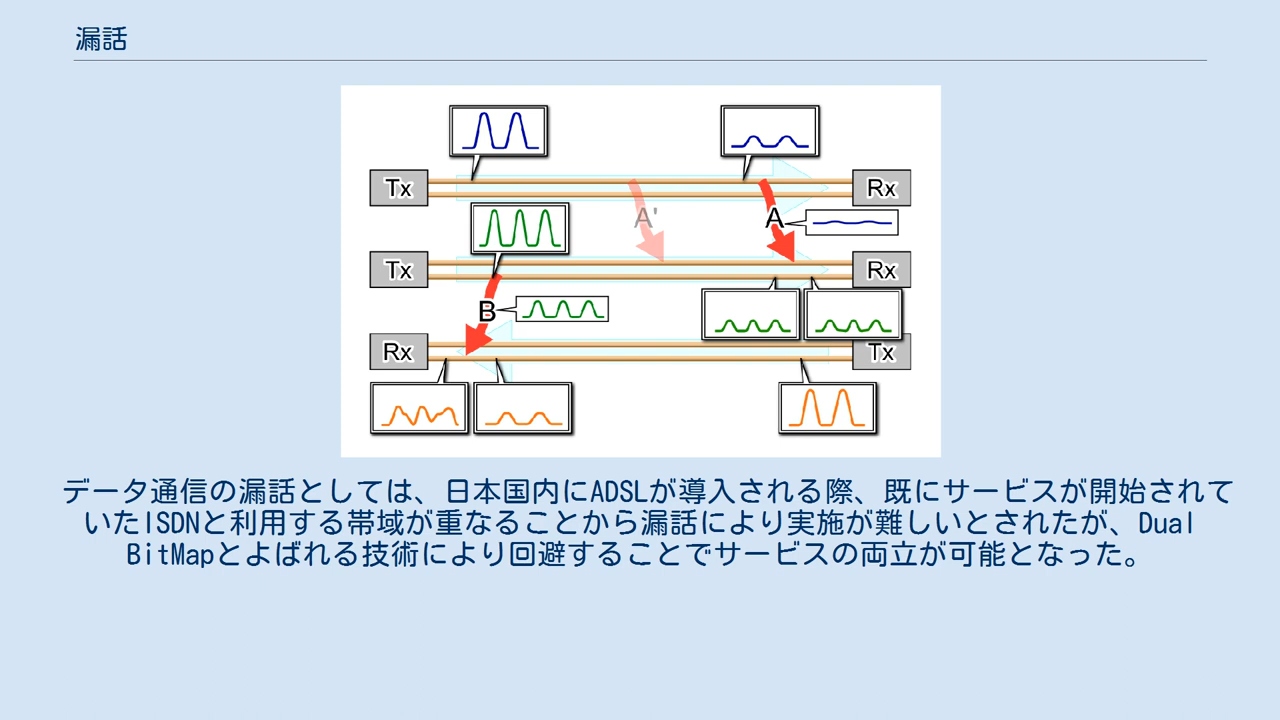 漏話
Tx
Rx
A'
A
Tx
Rx
B
Rx
Tx
データ通信の漏話としては、日本国内にADSLが導入される際、既にサービスが開始されて
いたISDNと利用する帯域が重なることから漏話により実施が難しいとされたが、Dual
BitMapとよばれる技術により回避することでサービスの両立が可能となった。